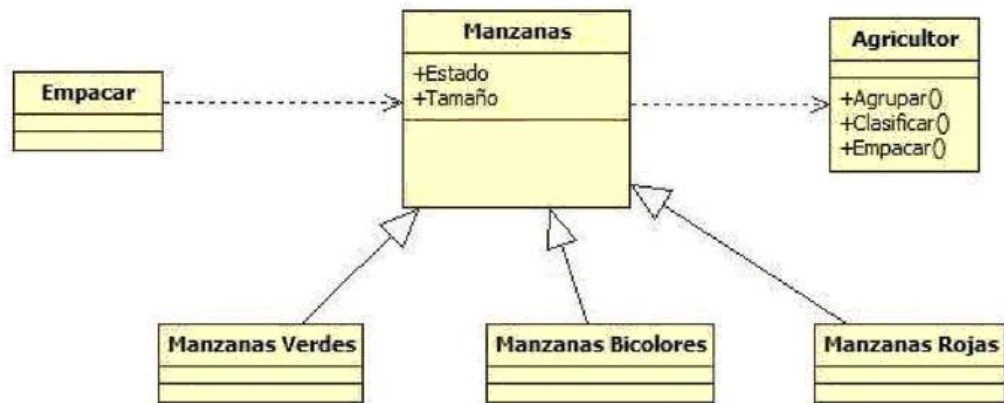 Manzanas
+Estado
+Tamaño
Agricultor
+Agrupar()
+Clasificar()
+Empacar()
Empacar
Manzanas Verdes
Manzanas Bicolores
Manzanas Rojas